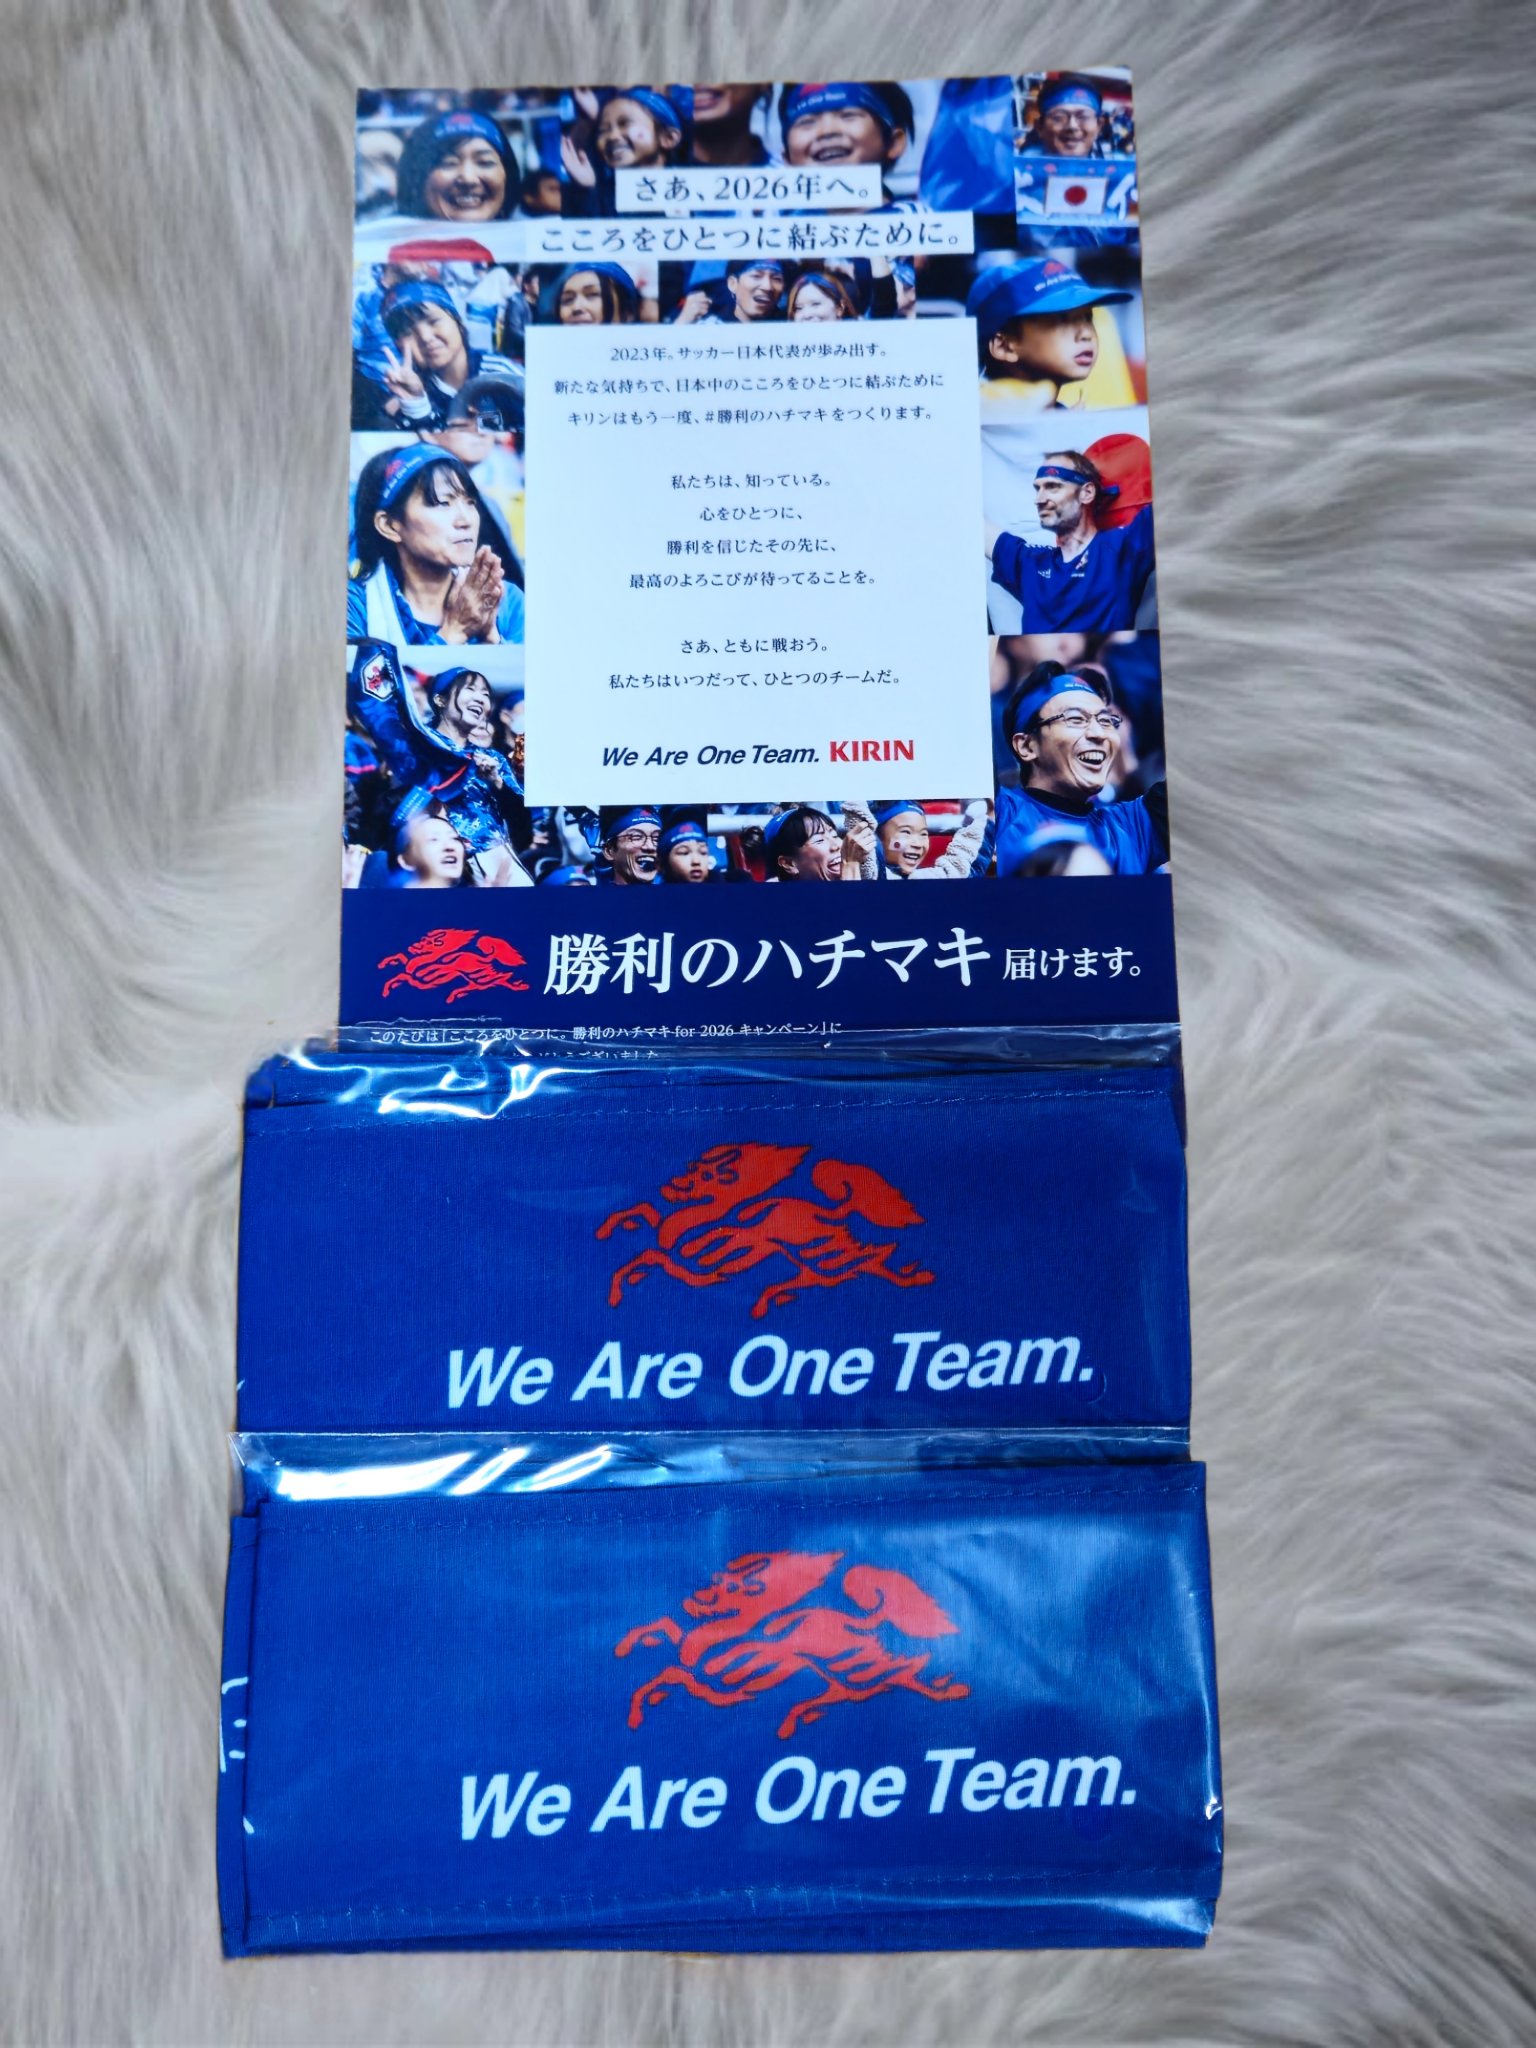 さあ、2026年へ。
こころをひとつに結ぶために。
2023年。サッカー日本代表が歩み出す。
新たな気持ちで、日本中のこころをひとつに結ぶために
キリンはもう一度、#勝利のハチマキをつくります。
私たちは、知っている。
心をひとつに、
勝利を信じたその先に、
最高のよろこびが待ってることを。
さあ、ともに戦おう。
私たちはいつだって、ひとつのチームだ。
We Are One Team. KIRIN
勝利のハチマキ 届けます。
このたびは「こころをひとつに。勝利のハチマキ for 2026 キャンペーン」に
ございました
We Are One Team.
We Are One Team.